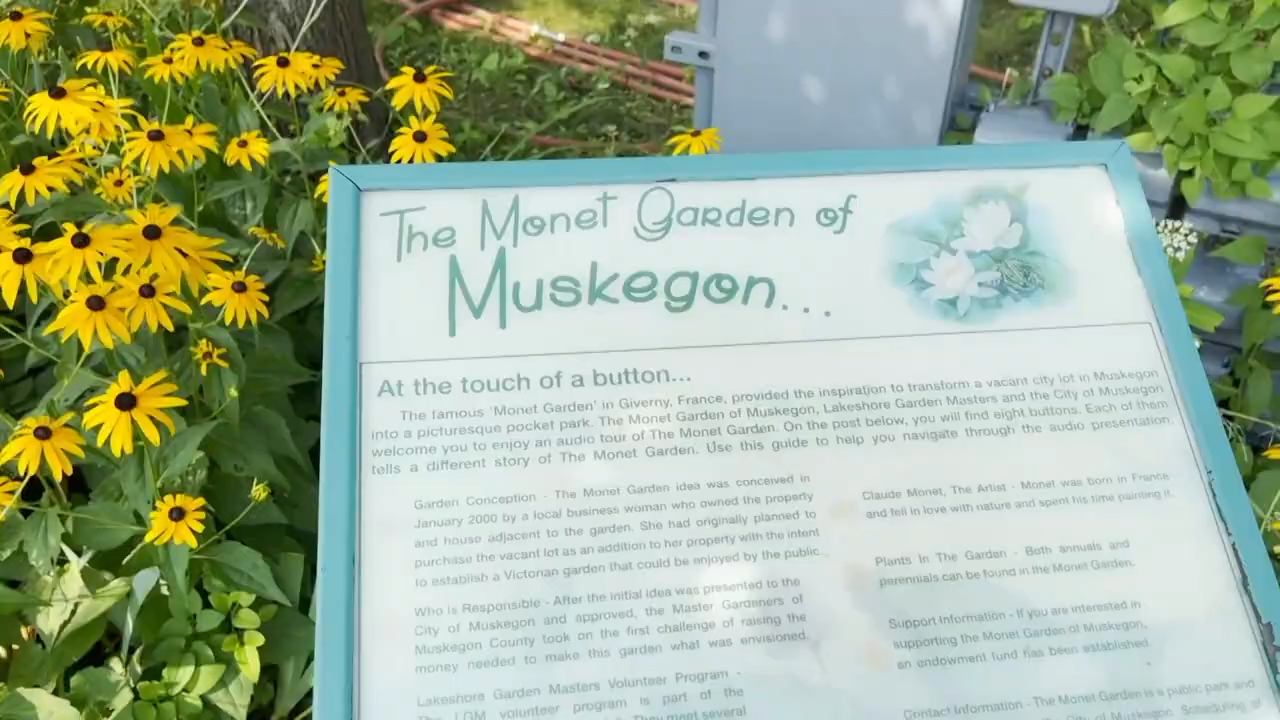 The Monet Garden of
Muskegon...
At the touch of a button...
The famous 'Monet Garden' in Giverny, France, provided the inspiration to transform a vacant city lot in Muskegon
into a picturesque pocket park. The Monet Garden of Muskegon, Lakeshore Garden Masters and the City of Muskegon
welcome you to enjoy an audio tour of The Monet Garden. On the post below, you will find eight buttons. Each of them
tells a different story of The Monet Garden. Use this guide to help you navigate through the audio presentation.
Garden Conception - The Monet Garden idea was conceived in
January 2000 by a local business woman who owned the property
and house adjacent to the garden. She had originally planned to
purchase the vacant lot as an addition to her property with the intent
to establish a Victorian garden that could be enjoyed by the public.
Who Is Responsible - After the initial idea was presented to the
City of Muskegon and approved, the Master Gardeners of
Muskegon County took on the first challenge of raising the
money needed to make this garden what was envisioned.
Lakeshore Garden Masters Volunteer Program -
The LGM volunteer program is part of the
They meet several
Claude Monet, The Artist - Monet was born in France
and fell in love with nature and spent his time painting it.
Plants In The Garden - Both annuals and
perennials can be found in the Monet Garden.
Support Information - If you are interested in
supporting the Monet Garden of Muskegon,
an endowment fund has been established.
Contact Information - The Monet Garden is a public park and
City of Muskegon. Scheduling of